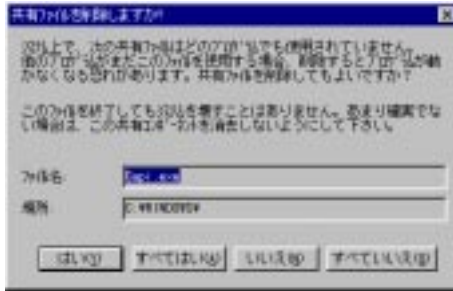 共有ファイルを削除しますか?
システム上で、次の共有ファイルはどのプログラムでも使用されていません。
他のプログラムがまだこのファイルを使用する場合、削除するとプログラムが動
かなくなる恐れがあります。共有ファイルを削除してもよいですか?
このファイルを終了してもシステムを壊すことはありません。あまり確実でな
い場合は、この共有コンポーネントを消去しないようにして下さい。
ファイル名:
場所:
C:¥WINDOWS¥
はい(Y)
すべてはい(A)
いいえ(N)
すべていいえ(O)